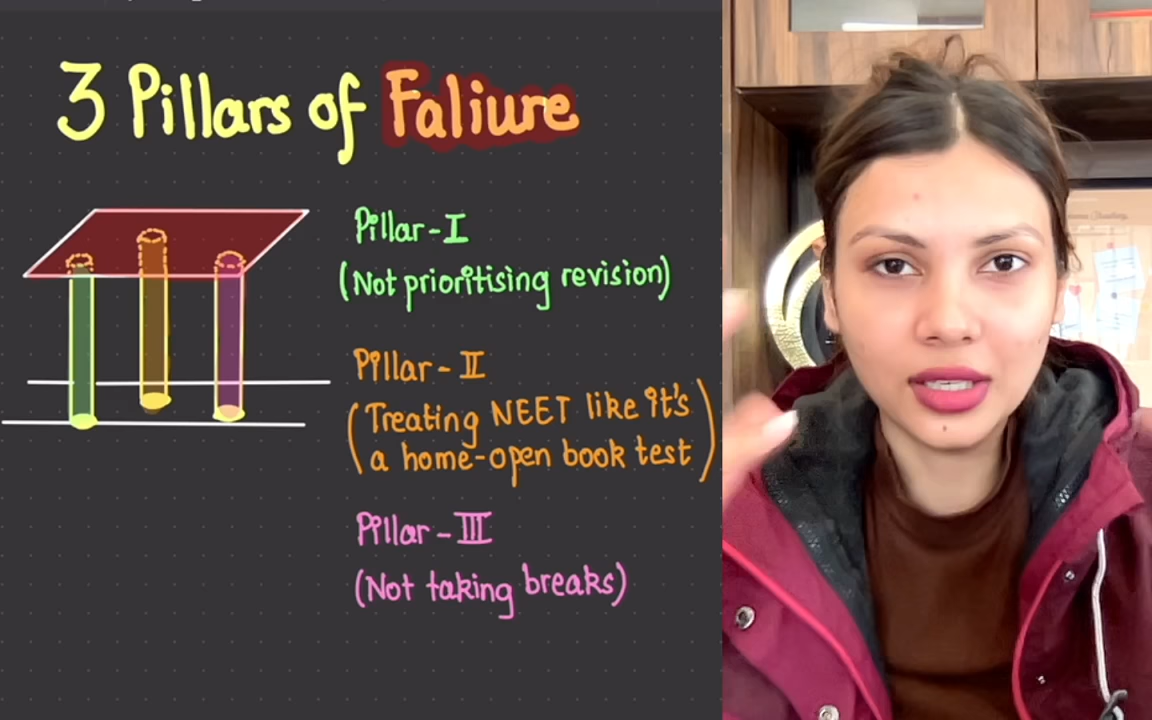 3 Pillars of Faliure
Pillar - I
(Not prioritising revision)
Pillar - II
(Treating NEET like it's
a home-open book test)
Pillar - III
(Not taking breaks)